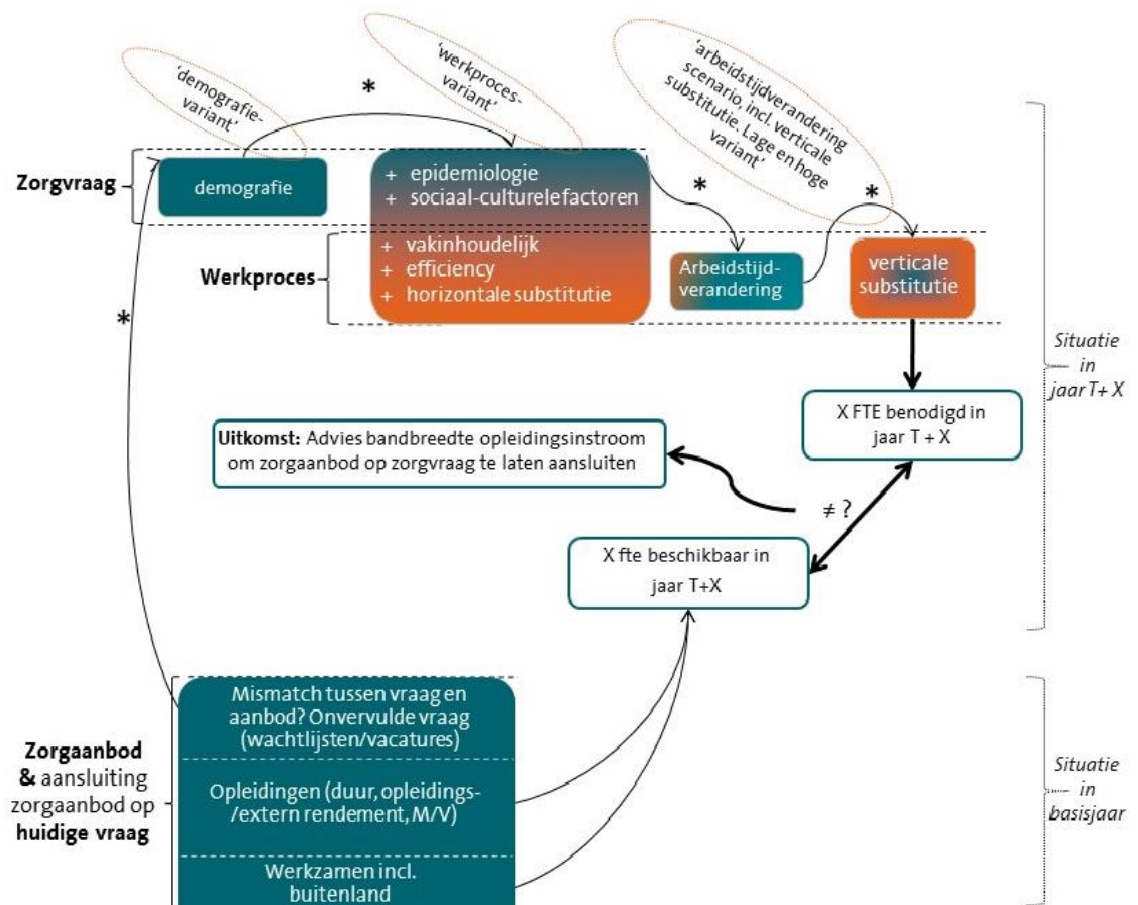 'demografie-
variant'
*
'werkproces-
variant'
'arbeidstijdverandering
scenario, incl. verticale
substitutie. Lage en hoge
variant'
Zorgvraag
demografie
+ epidemiologie
+ sociaal-culturele factoren
*
*
Werkproces
+ vakinhoudelijk
+ efficiency
+ horizontale substitutie
Arbeidstijd-
verandering
verticale
substitutie
*
Situatie
in
jaar T+ X
X FTE benodigd in
jaar T + X
Uitkomst: Advies bandbreedte opleidingsinstroom
om zorgaanbod op zorgvraag te laten aansluiten
≠ ?
X fte beschikbaar in
jaar T+X
Zorgaanbod
& aansluiting
zorgaanbod op
huidige vraag
Mismatch tussen vraag en
aanbod? Onvervulde vraag
(wachtlijsten/vacatures)
Opleidingen (duur, opleidings-
/extern rendement, M/V)
Werkzamen incl.
buitenland
Situatie
in
basisjaar